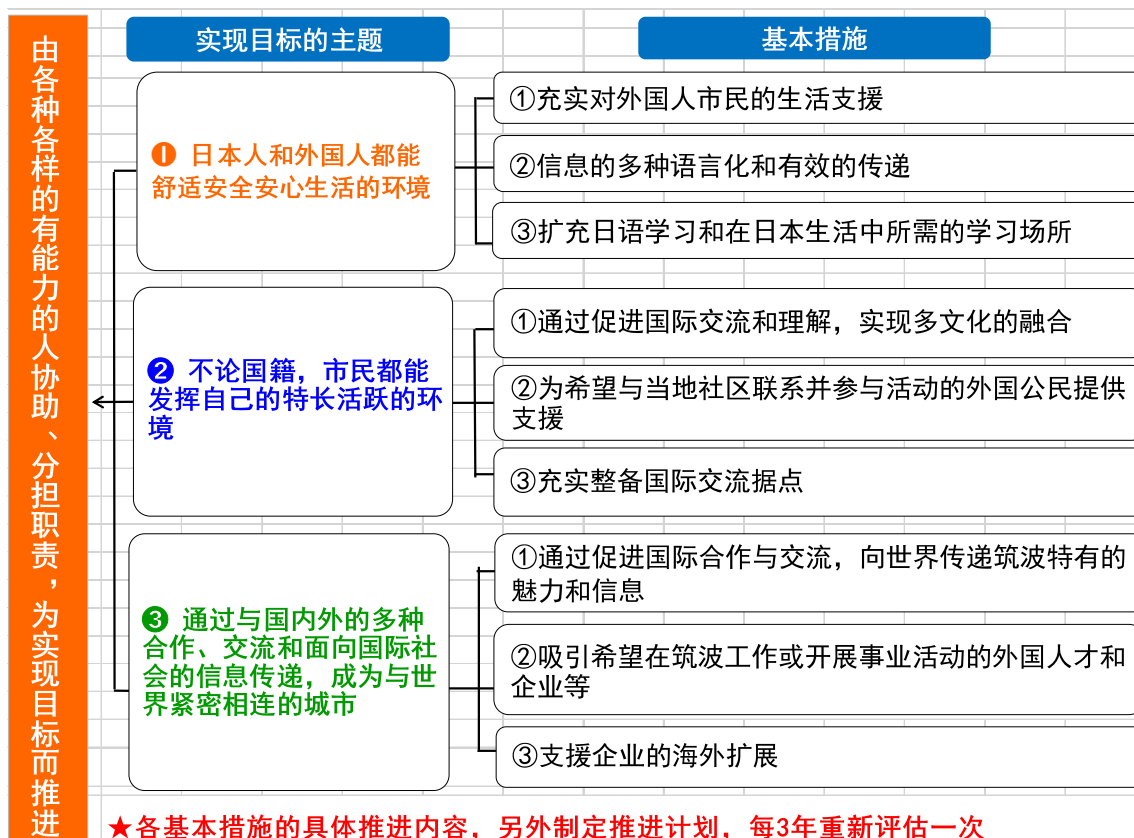 由各种各样的有能力的人协助、分担职责，为实现目标而推进
实现目标的主题
基本措施
❶ 日本人和外国人都能
舒适安全安心生活的环境
①充实对外国人市民的生活支援
②信息的多种语言化和有效的传递
③扩充日语学习和在日本生活中所需的学习场所
❷ 不论国籍，市民都能
发挥自己的特长活跃的环
境
①通过促进国际交流和理解，实现多文化的融合
②为希望与当地社区联系并参与活动的外国公民提供
支援
③充实整备国际交流据点
❸ 通过与国内外的多种
合作、交流和面向国际社
会的信息传递，成为与世
界紧密相连的城市
①通过促进国际合作与交流，向世界传递筑波特有的
魅力和信息
②吸引希望在筑波工作或开展事业活动的外国人才和
企业等
③支援企业的海外扩展
★各基本措施的具体推进内容，另外制定推进计划，每3年重新评估一次